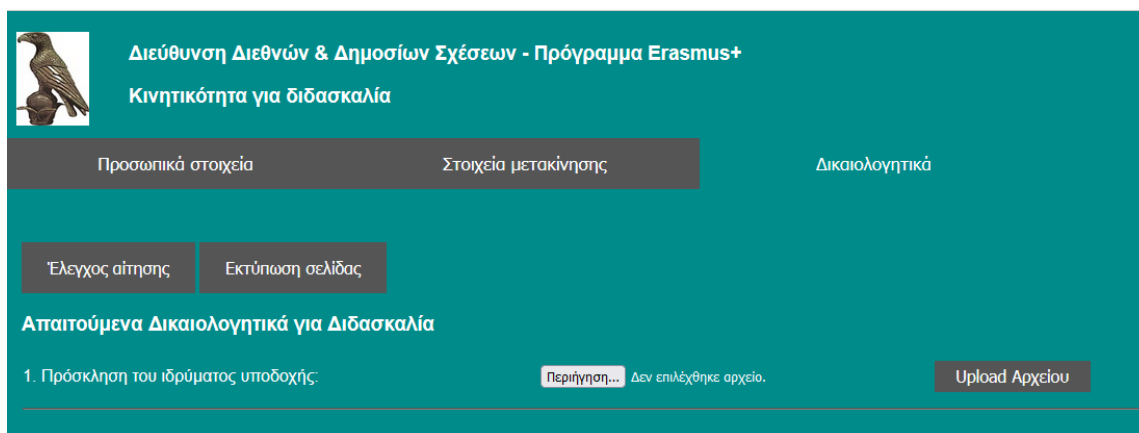 Διεύθυνση Διεθνών & Δημοσίων Σχέσεων - Πρόγραμμα Erasmus+
Κινητικότητα για διδασκαλία
Προσωπικά στοιχεία Στοιχεία μετακίνησης Δικαιολογητικά
Έλεγχος αίτησης Εκτύπωση σελίδας
Απαιτούμενα Δικαιολογητικά για Διδασκαλία
1. Πρόσκληση του ιδρύματος υποδοχής: Περιήγηση... Δεν επιλέχθηκε αρχείο. Upload Αρχείου